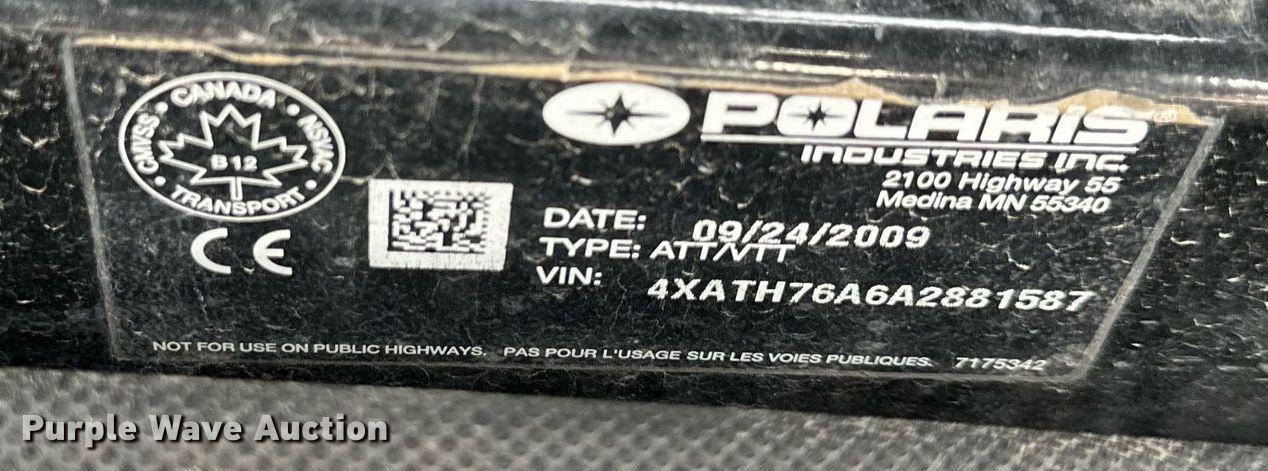 CANADA
CMVSS NSVAC
B12
TRANSPORT
CE
POLARIS®
INDUSTRIES INC.
2100 Highway 55
Medina MN 55340
DATE: 09/24/2009
TYPE: ATT/VTT
VIN: 4XATH76A6A2881587
NOT FOR USE ON PUBLIC HIGHWAYS. PAS POUR L'USAGE SUR LES VOIES PUBLIQUES. 7175342
Purple Wave Auction